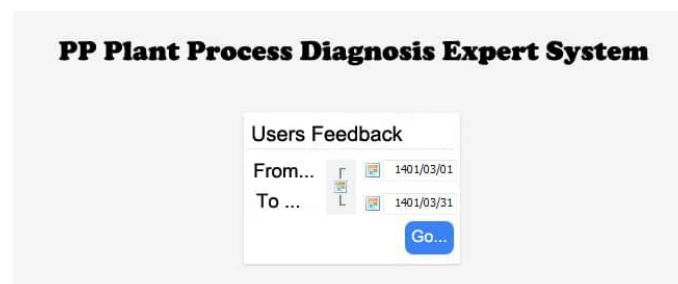 PP Plant Process Diagnosis Expert System
Users Feedback
From... 1401/03/01
To ... 1401/03/31
Go...